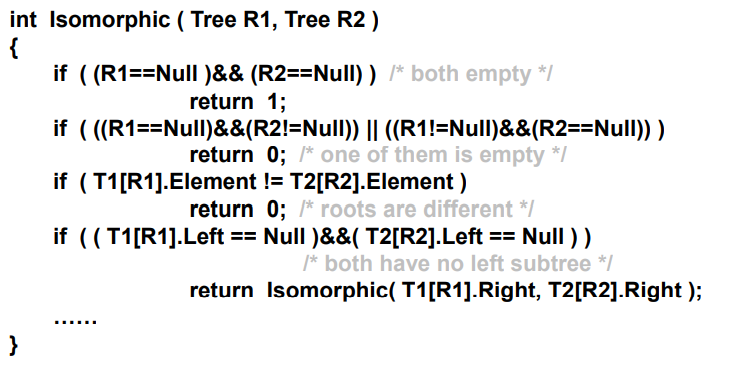 int Isomorphic ( Tree R1, Tree R2 )
{
if ( (R1==Null )&& (R2==Null) ) /* both empty */
return 1;
if ( ((R1==Null)&&(R2!=Null)) || ((R1!=Null)&&(R2==Null)) )
return 0; /* one of them is empty */
if ( T1[R1].Element != T2[R2].Element )
return 0; /* roots are different */
if ( ( T1[R1].Left == Null )&&( T2[R2].Left == Null ) )
/* both have no left subtree */
return Isomorphic( T1[R1].Right, T2[R2].Right );
……
}